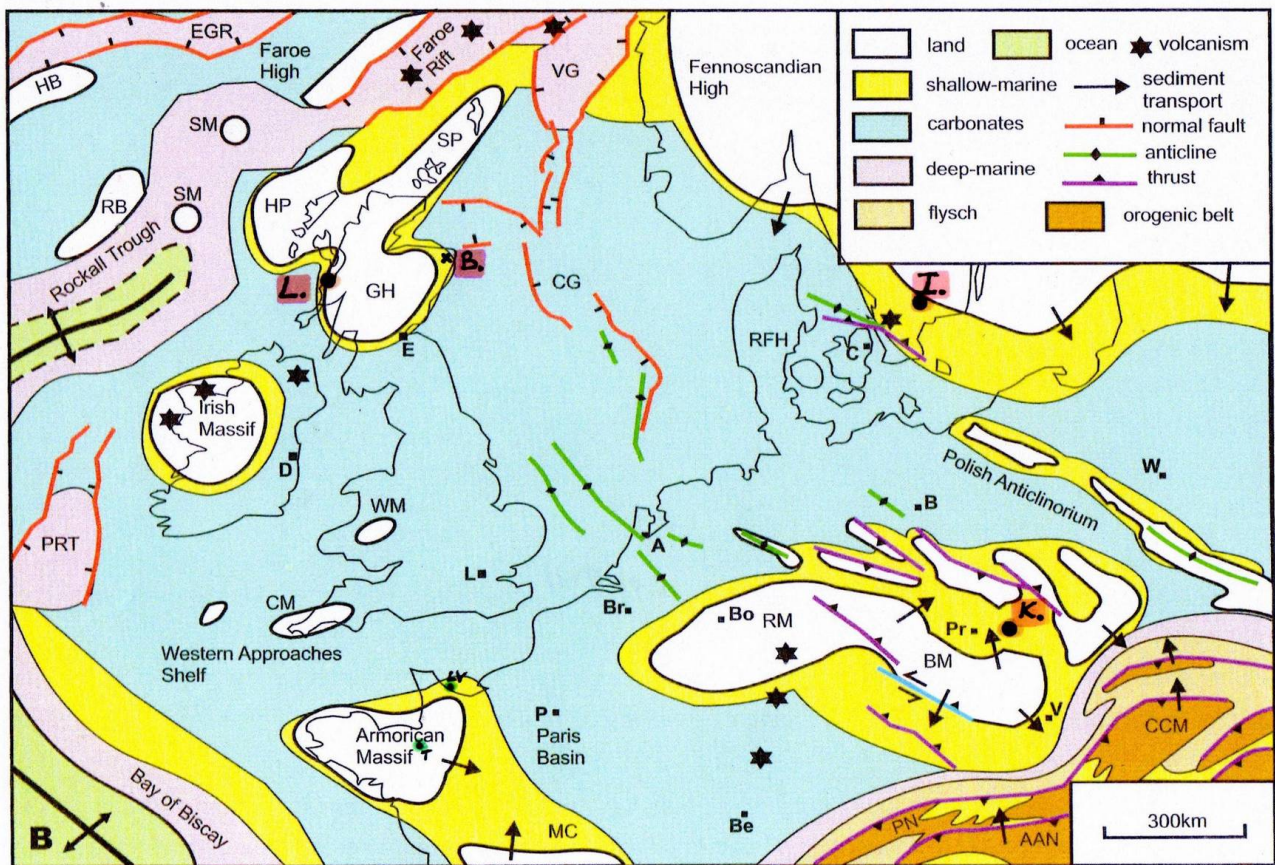 EGR
Faroe
High
Faroe
Rift
VG
Fennoscandian
High
HB
SM
SP
HP
RB
SM
Rockall Trough
L.
GH
B.
CG
E
RFH
C
I.
Irish
Massif
D
PRT
WM
L
CM
Western Approaches
Shelf
A
Br
Bo
RM
B
Polish Anticlinorium
W
Pr
K.
BM
V
CCM
LV
Armorican
Massif
T
P
Paris
Basin
Bay of Biscay
B
MC
Be
PN
AAN
land
ocean
volcanism
shallow-marine
sediment
transport
carbonates
normal fault
anticline
deep-marine
thrust
flysch
orogenic belt
300km